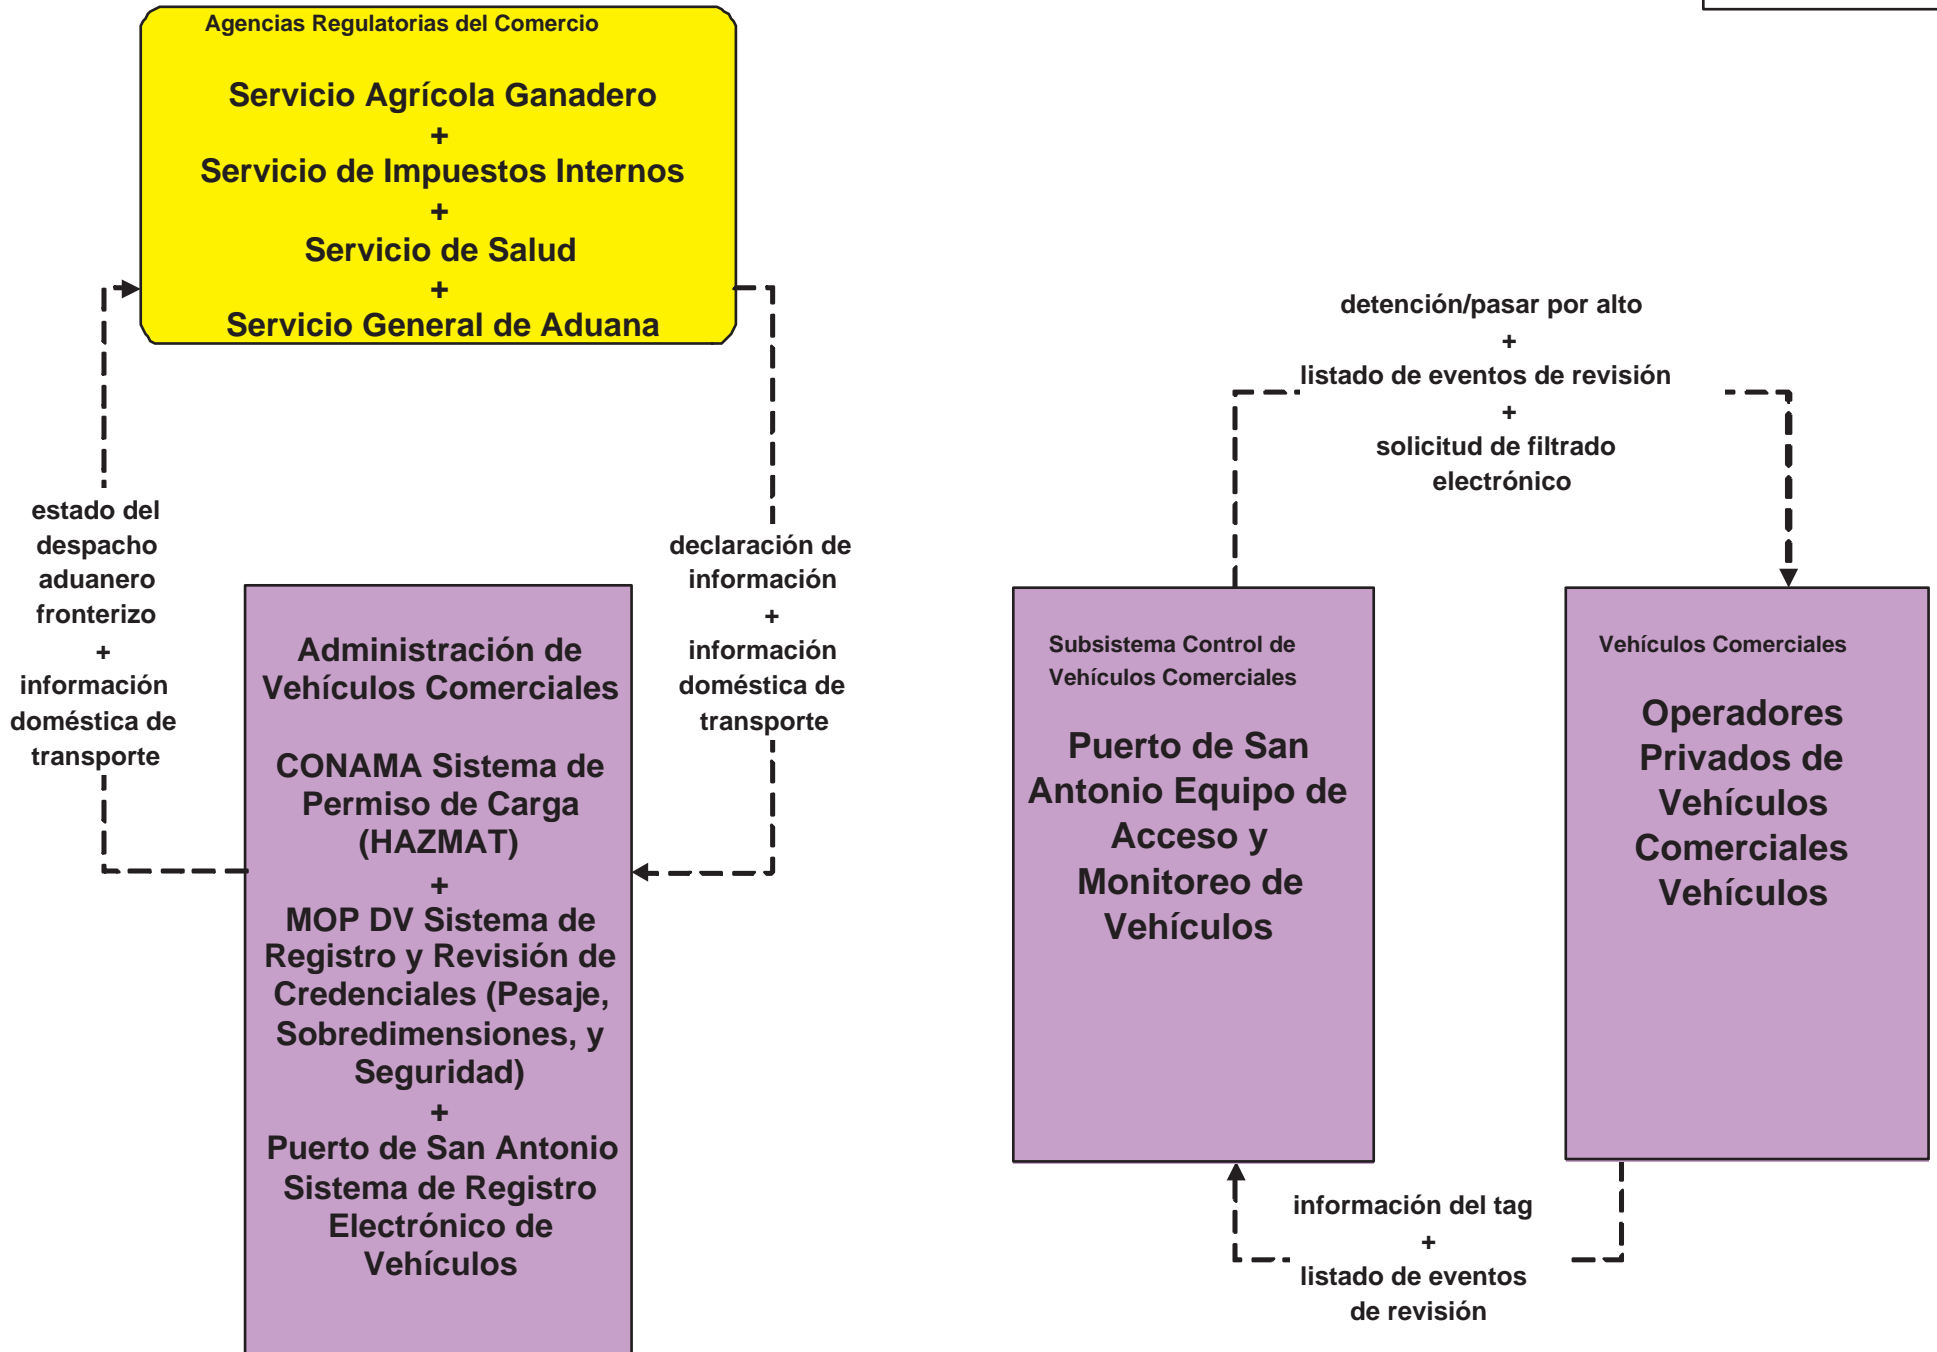 Agencias Regulatorias del Comercio
Servicio Agrícola Ganadero
+
Servicio de Impuestos Internos
+
Servicio de Salud
+
Servicio General de Aduana
estado del
despacho
aduanero
fronterizo
+
información
doméstica de
transporte
declaración de
información
+
información
doméstica de
transporte
Administración de
Vehículos Comerciales
CONAMA Sistema de
Permiso de Carga
(HAZMAT)
+
MOP DV Sistema de
Registro y Revisión de
Credenciales (Pesaje,
Sobredimensiones, y
Seguridad)
+
Puerto de San Antonio
Sistema de Registro
Electrónico de
Vehículos
detención/pasar por alto
+
listado de eventos de revisión
+
solicitud de filtrado
electrónico
Subsistema Control de
Vehículos Comerciales
Puerto de San
Antonio Equipo de
Acceso y
Monitoreo de
Vehículos
Vehículos Comerciales
Operadores
Privados de
Vehículos
Comerciales
Vehículos
información del tag
+
listado de eventos
de revisión